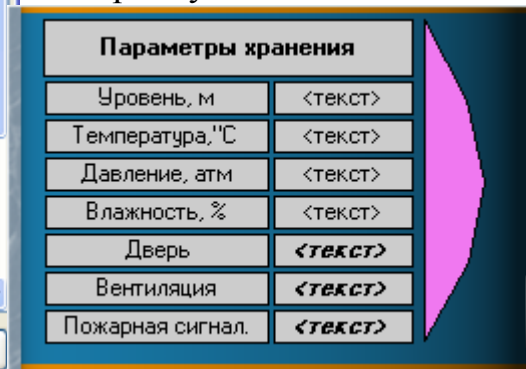 Параметры хранения
Уровень, м <текст>
Температура,"С <текст>
Давление, атм <текст>
Влажность, % <текст>
Дверь <текст>
Вентиляция <текст>
Пожарная сигнал. <текст>